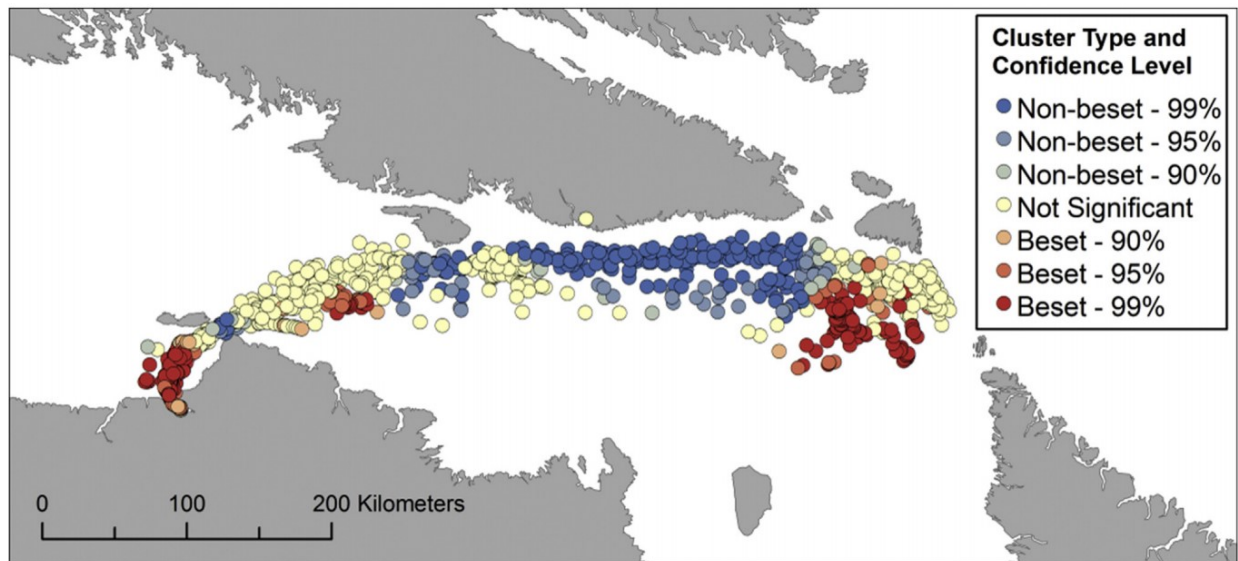 Cluster Type and
Confidence Level
Non-beset - 99%
Non-beset - 95%
Non-beset - 90%
Not Significant
Beset - 90%
Beset - 95%
Beset - 99%
0 100 200 Kilometers